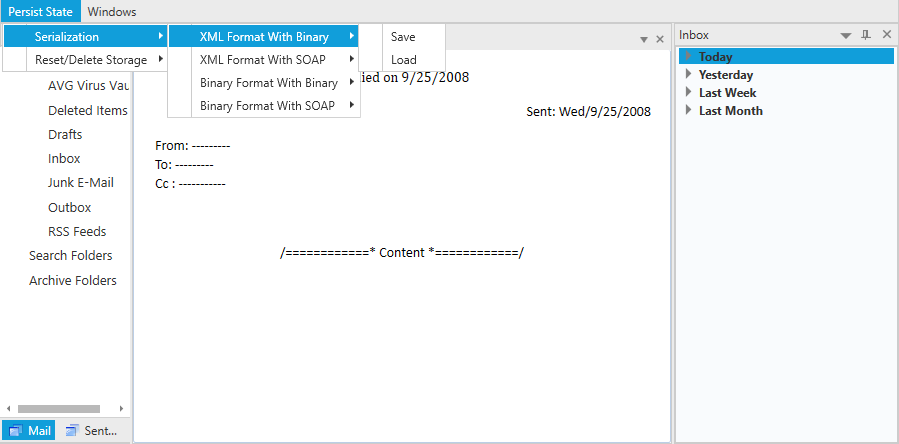 Persist State Windows
Serialization
Reset/Delete Storage
XML Format With Binary
XML Format With SOAP
Binary Format With Binary
Binary Format With SOAP
Save
Load
AVG Virus Vau
Deleted Items
Drafts
Inbox
Junk E-Mail
Outbox
RSS Feeds
Search Folders
Archive Folders
Mail Sent...
on 9/25/2008
Sent: Wed/9/25/2008
From: ---------
To: ---------
Cc : -----------
/============* Content *============/
Inbox
Today
Yesterday
Last Week
Last Month